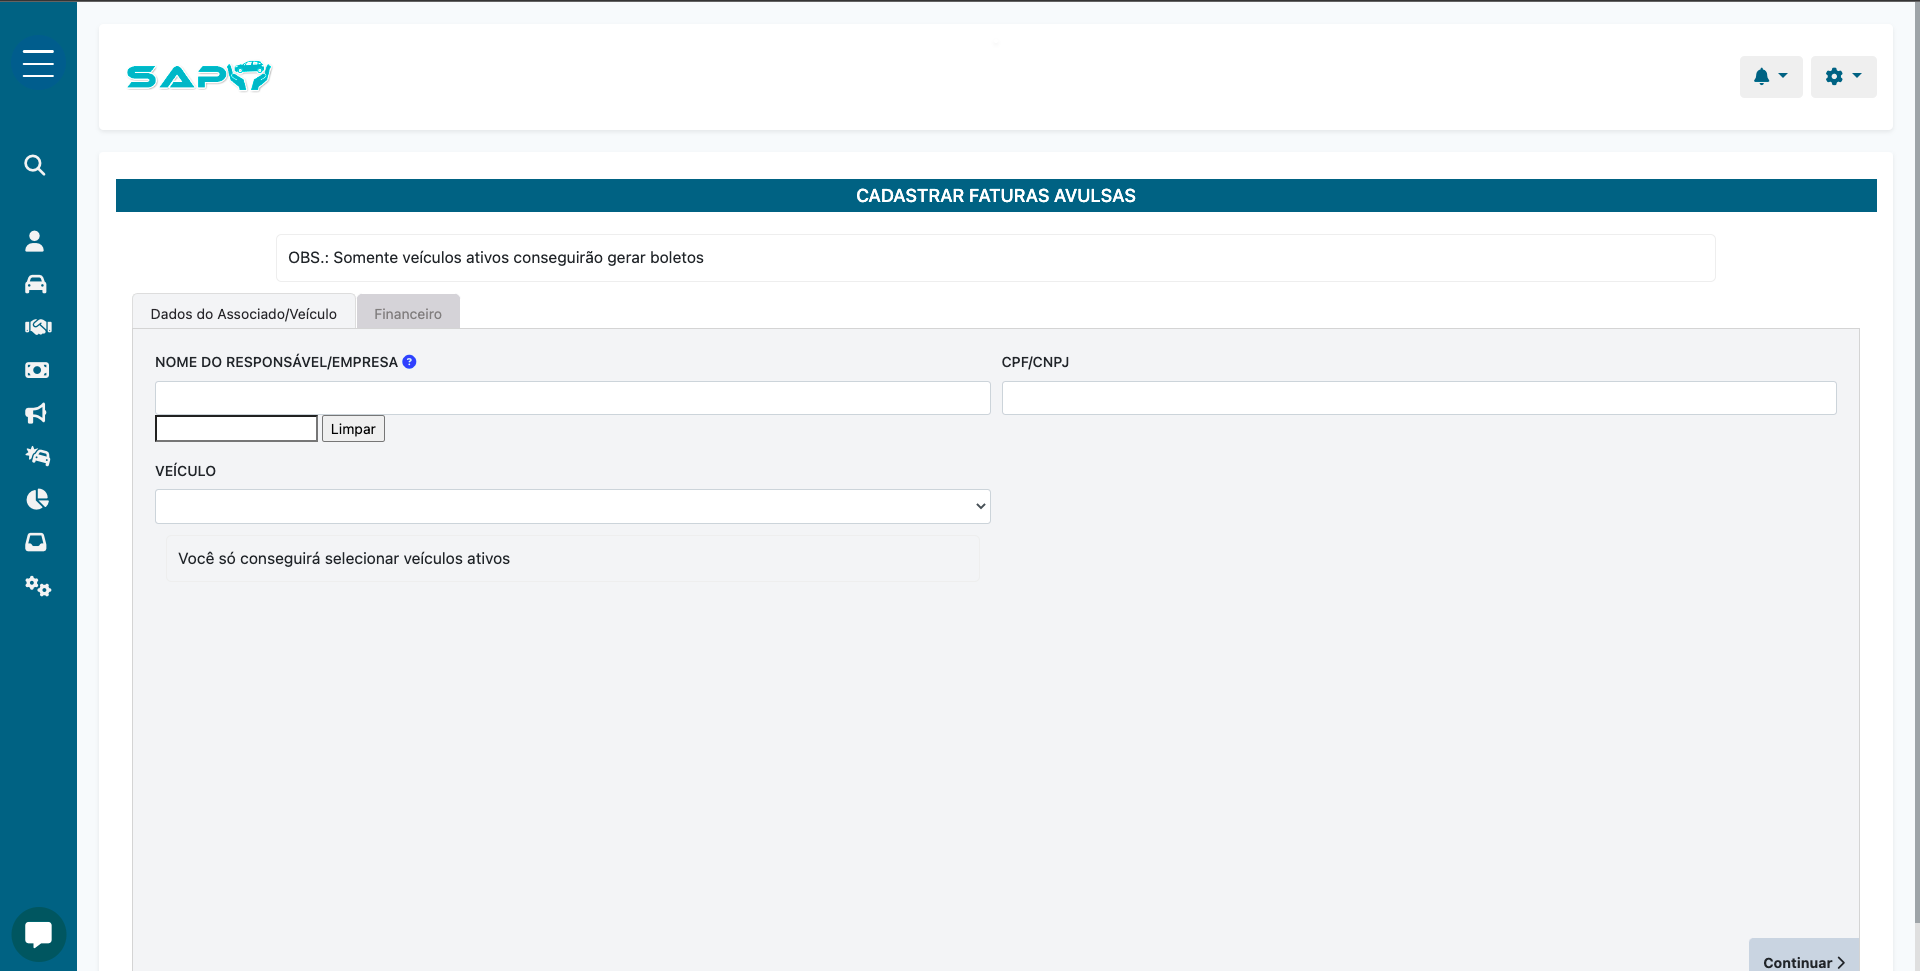 SAPY
CADASTRAR FATURAS AVULSAS
OBS.: Somente veículos ativos conseguirão gerar boletos
Dados do Associado/Veículo
Financeiro
NOME DO RESPONSÁVEL/EMPRESA ?
CPF/CNPJ
Limpar
VEÍCULO
Você só conseguirá selecionar veículos ativos
Continuar